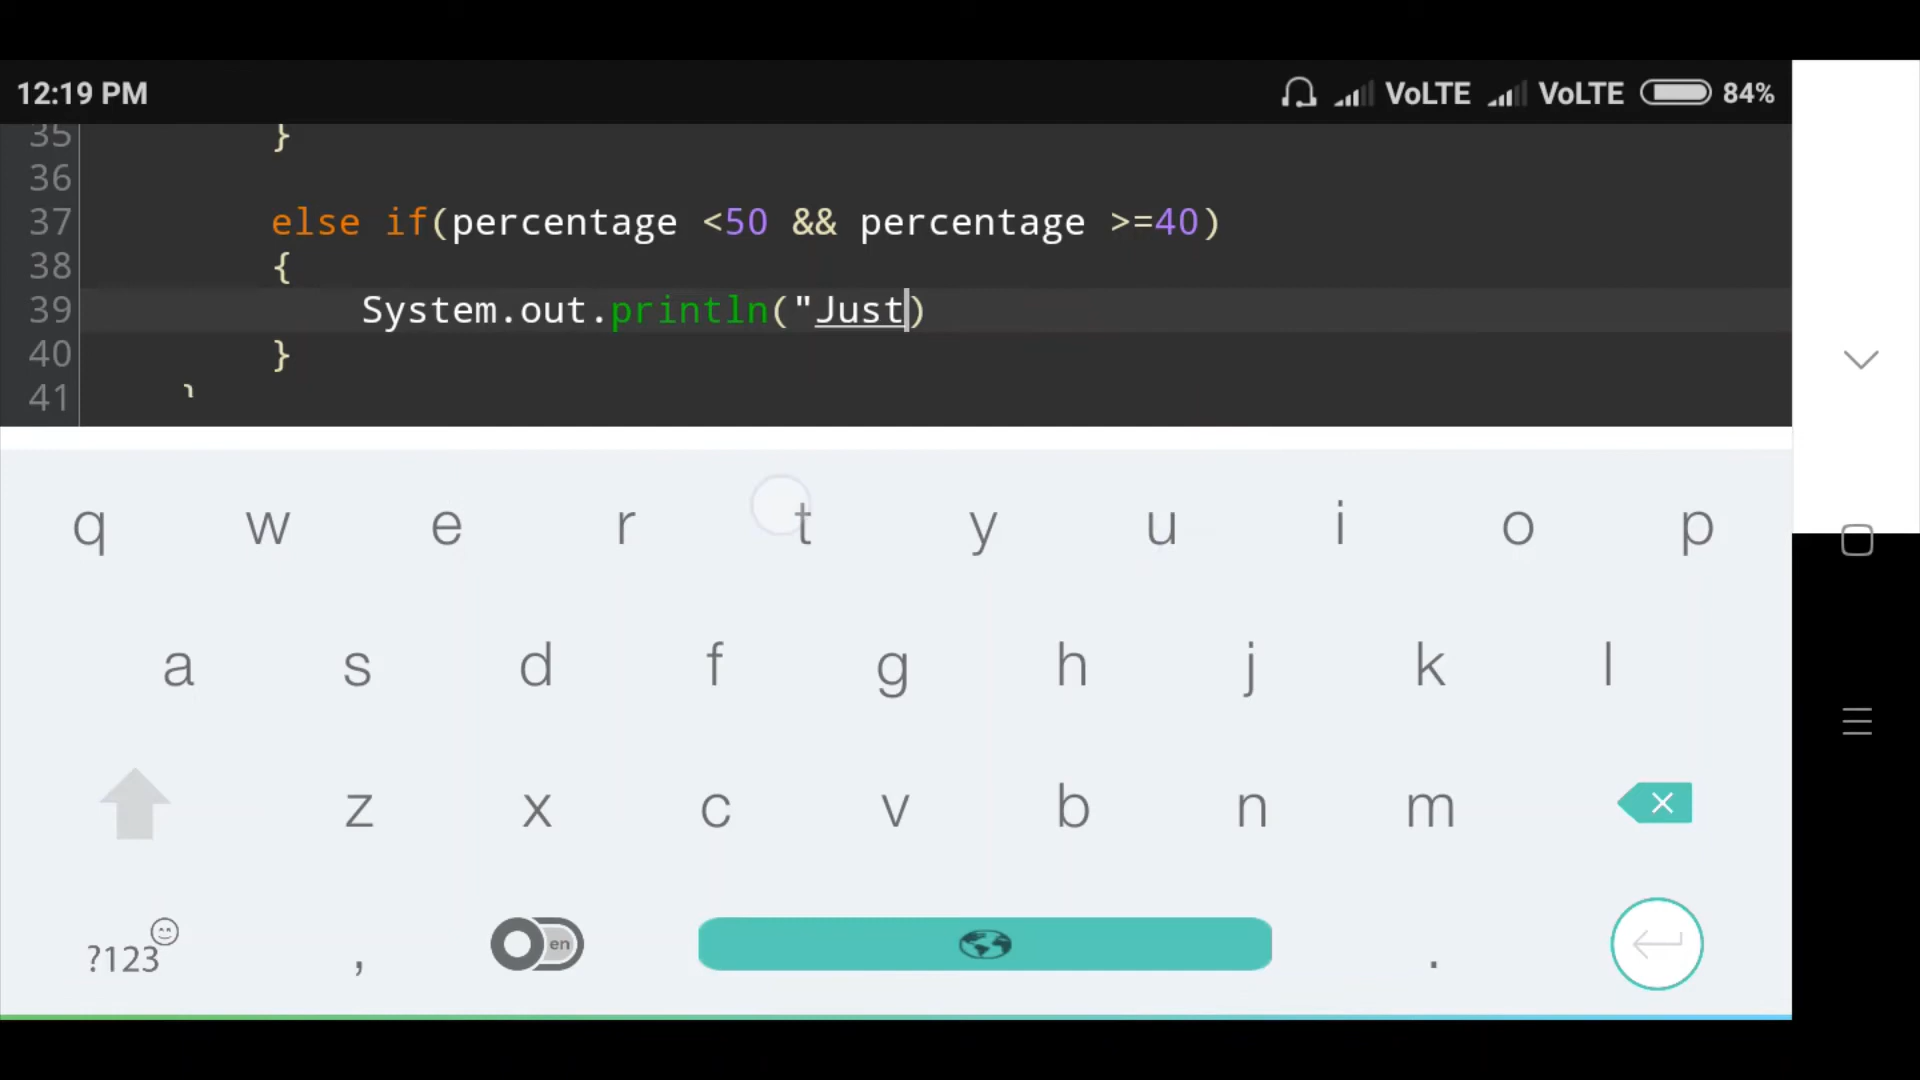 12:19 PM VoLTE VoLTE 84%
35 }
36
37 else if(percentage <50 && percentage >=40)
38 {
39 System.out.println("Just)
40 }
41 }
q w e r t y u i o p
a s d f g h j k l
z x c v b n m
?123 , en .